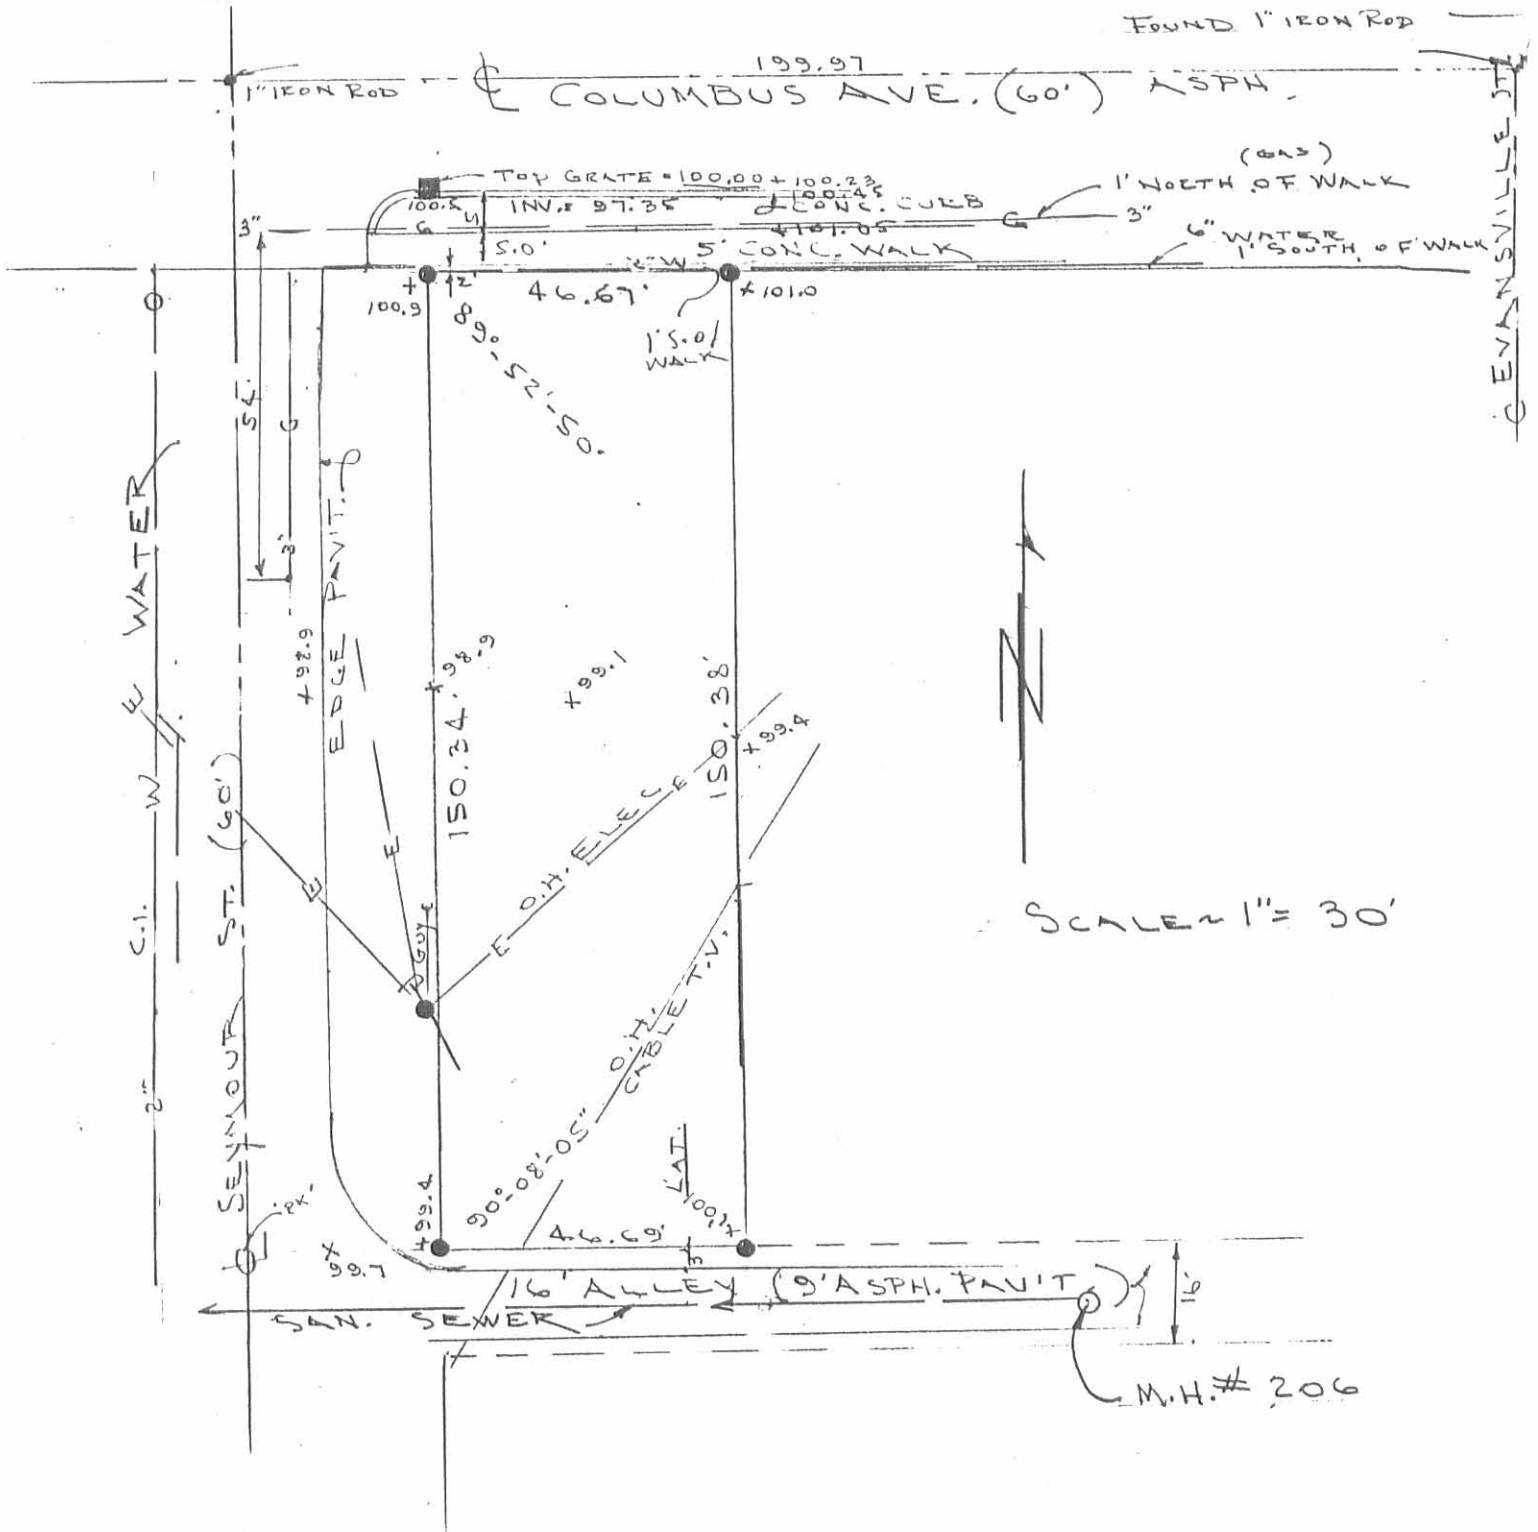 FOUND 1" IRON ROD
199.97
1" IRON ROD
COLUMBUS AVE. (60') ASPH.
EVANSVILLE ST
(GAS)
TOP GRATE = 100.00 + 100.23
1' NORTH OF WALK
100.45
100.5 INV.= 97.35
CONC. CURB
3" G 5 G 3"
+101.05
6" WATER
5.0' 5' CONC. WALK
1' SOUTH OF WALK
W
2'
46.67'
+ 101.0
+
100.9
89°-52'-50"
1' S. OF
WALK
54'
G
3"
WATER
W
C.I.
2"
EDGE PAV'T.
+98.9
+98.9
+99.1
150.34'
150.38'
+99.4
SEYMOUR ST. (60')
E
E
E
E
O.H. ELEC
GUY
O.H.
CABLE T.V.
SCALE ~ 1" = 30'
90°-08'-05"
LAT.
+99.4
"PK"
+
99.7
46.69'
3'
16' ALLEY (9' ASPH. PAV'T)
16'
SAN. SEWER
M.H.# 206
N